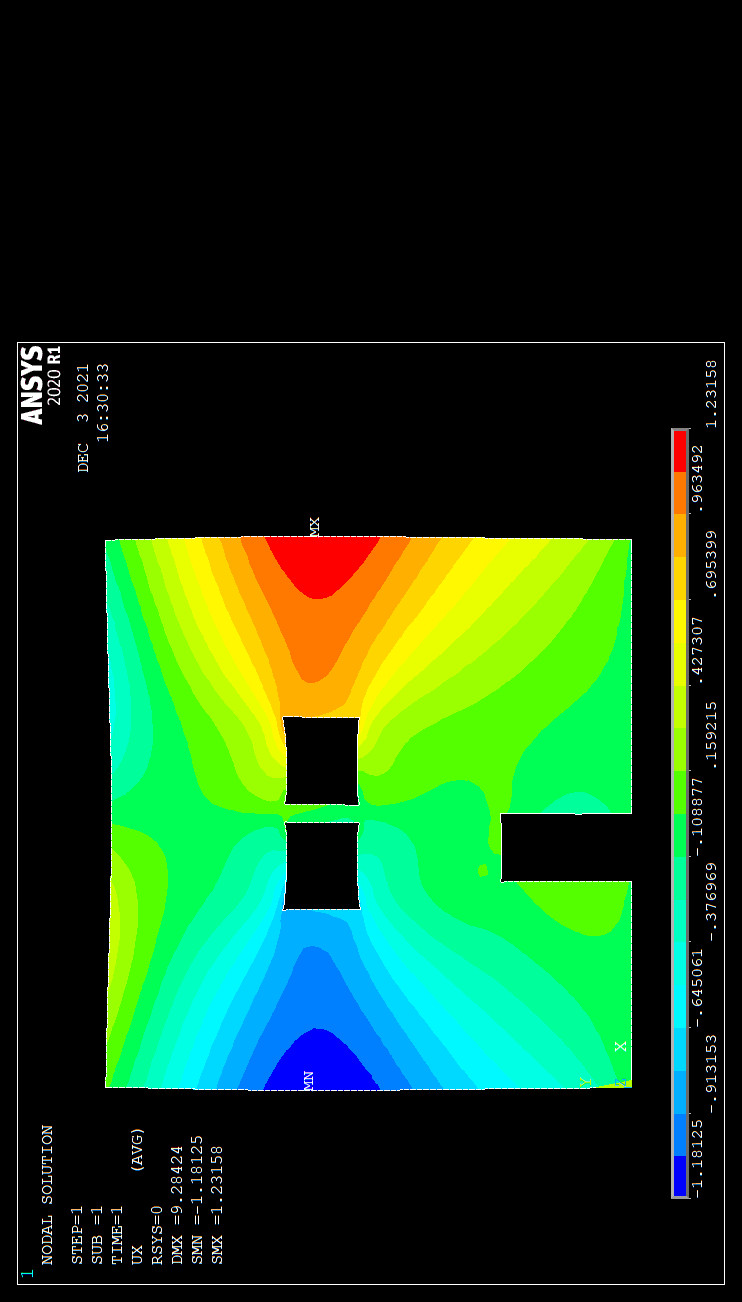 1
NODAL SOLUTION
STEP=1
SUB =1
TIME=1
UX (AVG)
RSYS=0
DMX =9.28424
SMN =-1.18125
SMX =1.23158
ANSYS
2020 R1
DEC 3 2021
16:30:33
MN
MX
Y
Z X
-1.18125
-.913153
-.645061
-.376969
-.108877
.159215
.427307
.695399
.963492
1.23158